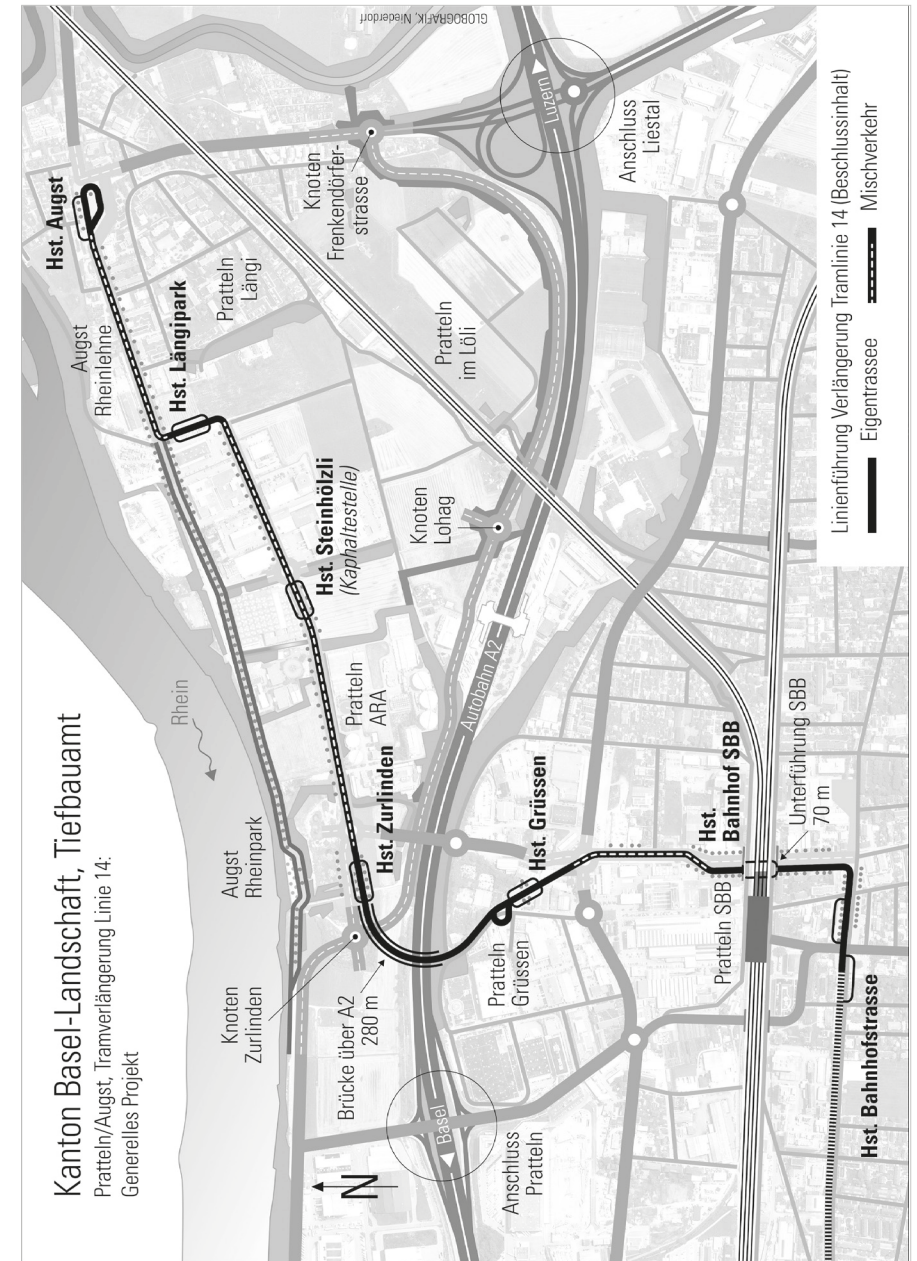 Kanton Basel-Landschaft, Tiefbauamt
Pratteln/Augst, Tramverlängerung Linie 14:
Generelles Projekt
Rhein
Hst. Augst
Augst
Rheinlehne
Hst. Längipark
Pratteln
Längi
Knoten
Frenkendörfer-
strasse
Luzern
Anschluss
Liestal
Pratteln
im Löli
Hst. Steinhölzli
(Kaphaltestelle)
Knoten
Lohag
Autobahn A2
Pratteln
ARA
Augst
Rheinpark
Hst. Zurlinden
Knoten
Zurlinden
Brücke über A2
280 m
Hst. Grüssen
Pratteln
Grüssen
Hst.
Bahnhof SBB
Pratteln SBB
Unterführung SBB
70 m
Basel
Anschluss
Pratteln
Hst. Bahnhofstrasse
N
Linienführung Verlängerung Tramlinie 14 (Beschlussinhalt)
Eigentrassee
Mischverkehr
GLOBOGRAFIK, Niederdorf